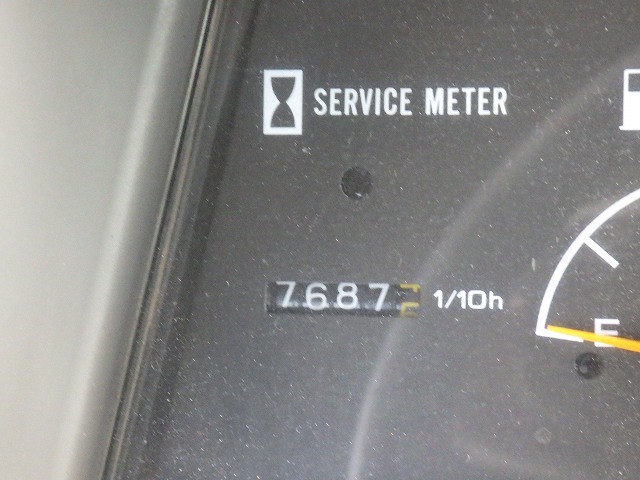 SERVICE METER
7687 1/10h
E